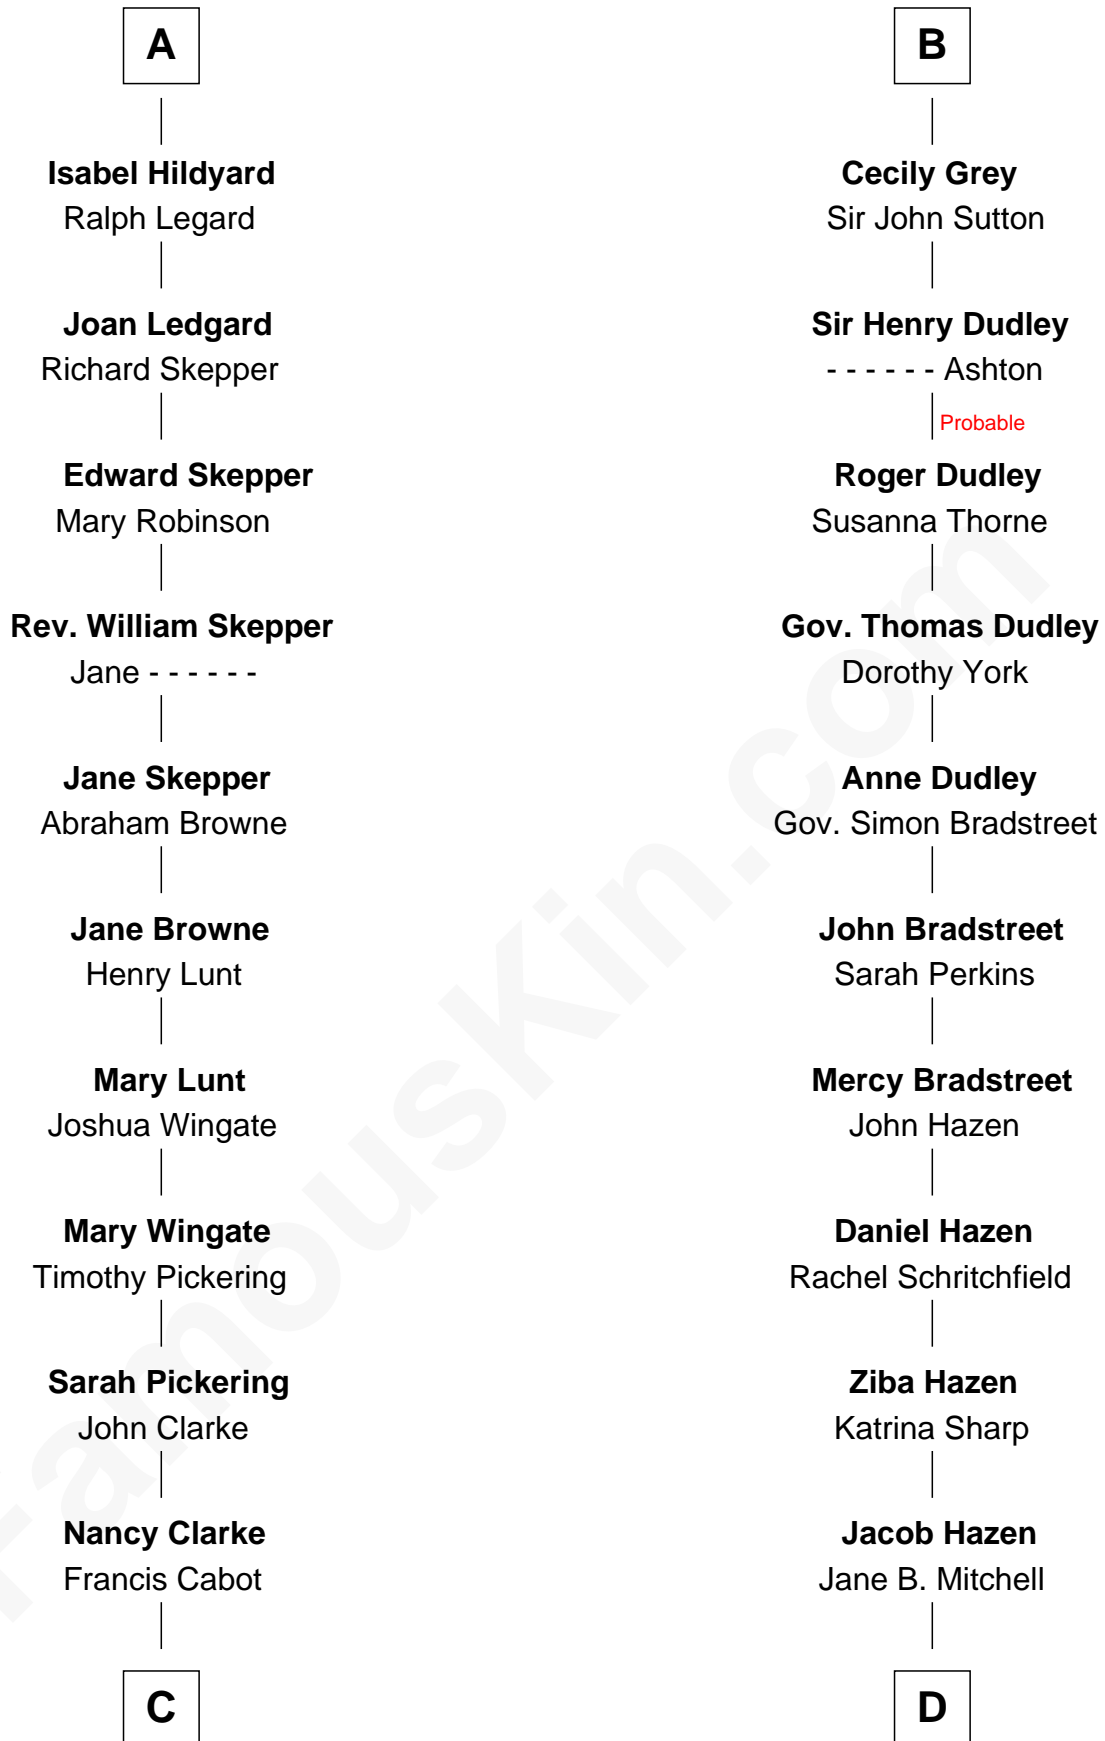 A
Isabel Hildyard
Ralph Legard
Joan Ledgard
Richard Skepper
Edward Skepper
Mary Robinson
Rev. William Skepper
Jane - - - - - -
Jane Skepper
Abraham Browne
Jane Browne
Henry Lunt
Mary Lunt
Joshua Wingate
Mary Wingate
Timothy Pickering
Sarah Pickering
John Clarke
Nancy Clarke
Francis Cabot
C
B
Cecily Grey
Sir John Sutton
Sir Henry Dudley
- - - - - - Ashton
Probable
Roger Dudley
Susanna Thorne
Gov. Thomas Dudley
Dorothy York
Anne Dudley
Gov. Simon Bradstreet
John Bradstreet
Sarah Perkins
Mercy Bradstreet
John Hazen
Daniel Hazen
Rachel Schritchfield
Ziba Hazen
Katrina Sharp
Jacob Hazen
Jane B. Mitchell
D
FamousKin.com